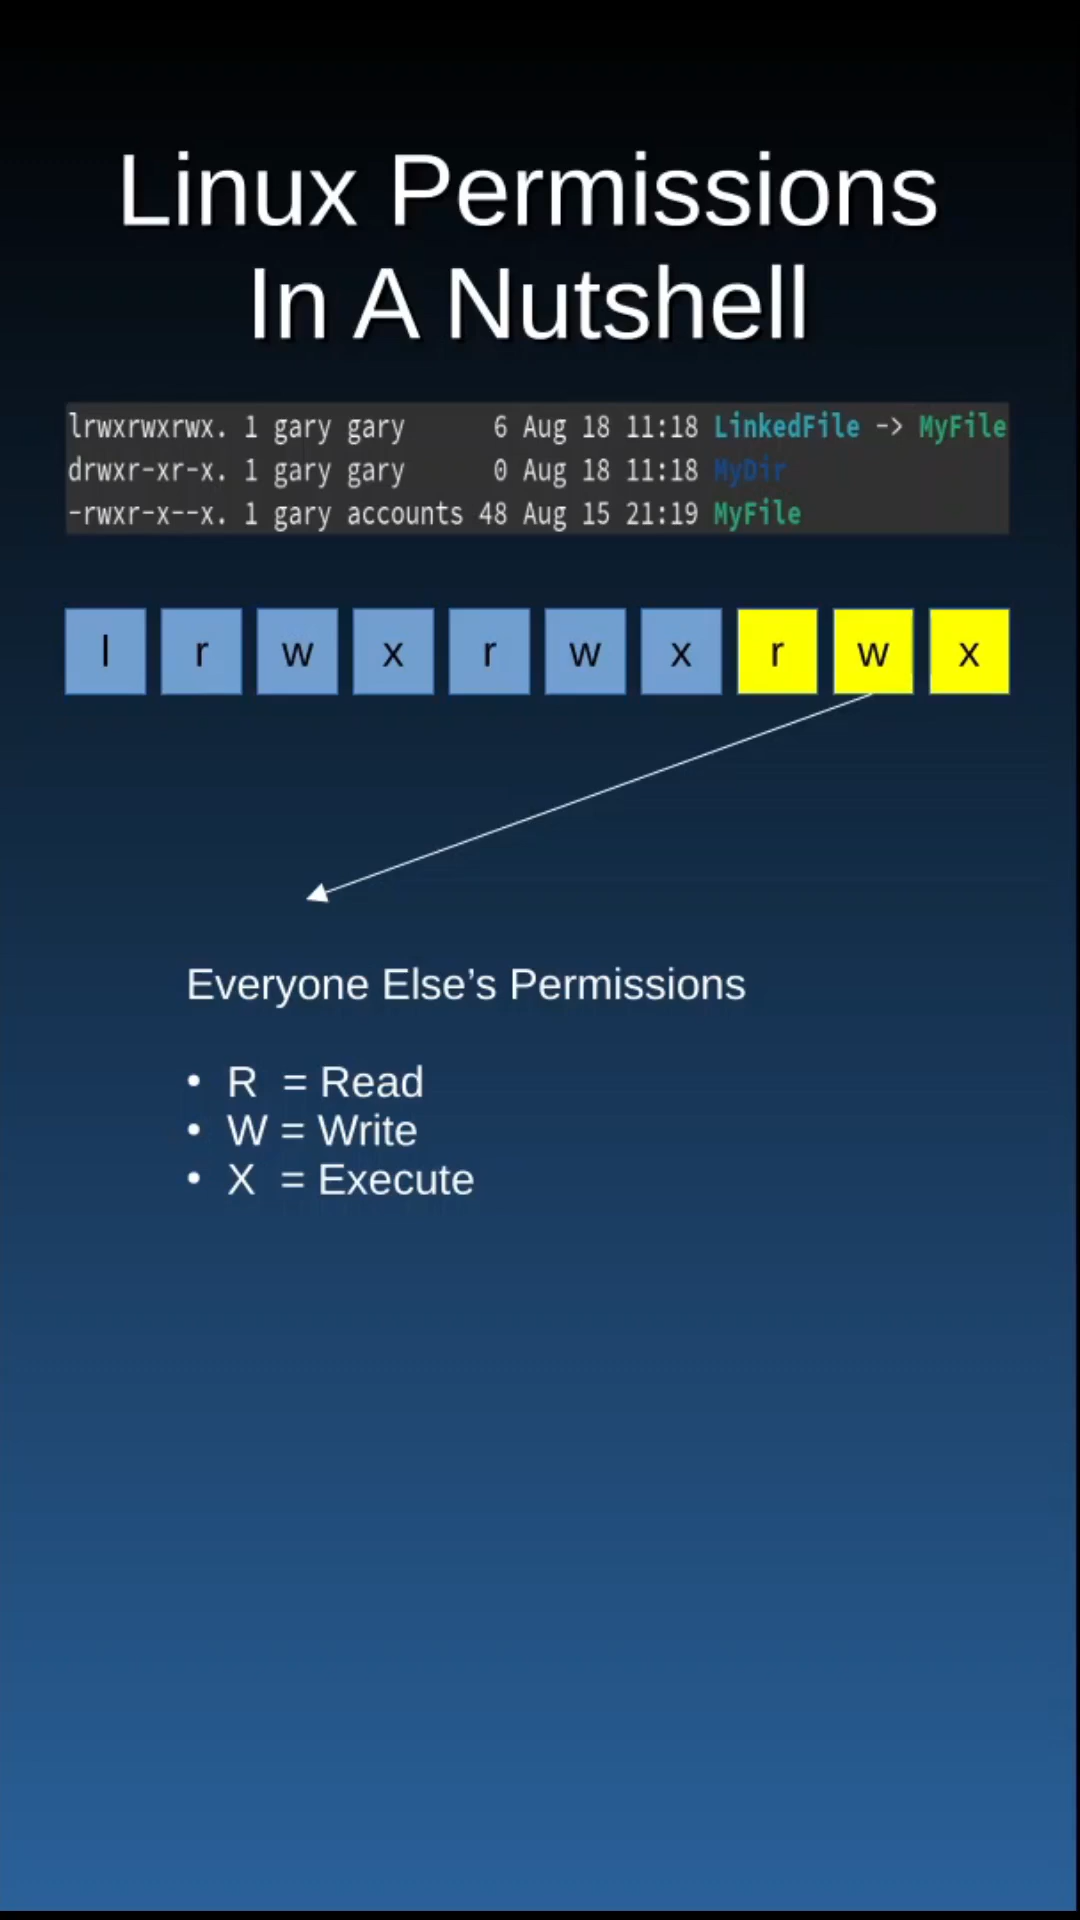 Linux Permissions
In A Nutshell
lrwxrwxrwx. 1 gary gary 6 Aug 18 11:18 LinkedFile -> MyFile
drwxr-xr-x. 1 gary gary 0 Aug 18 11:18 MyDir
-rwxr-x--x. 1 gary accounts 48 Aug 15 21:19 MyFile
l r w x r w x r w x
Everyone Else’s Permissions
• R = Read
• W = Write
• X = Execute